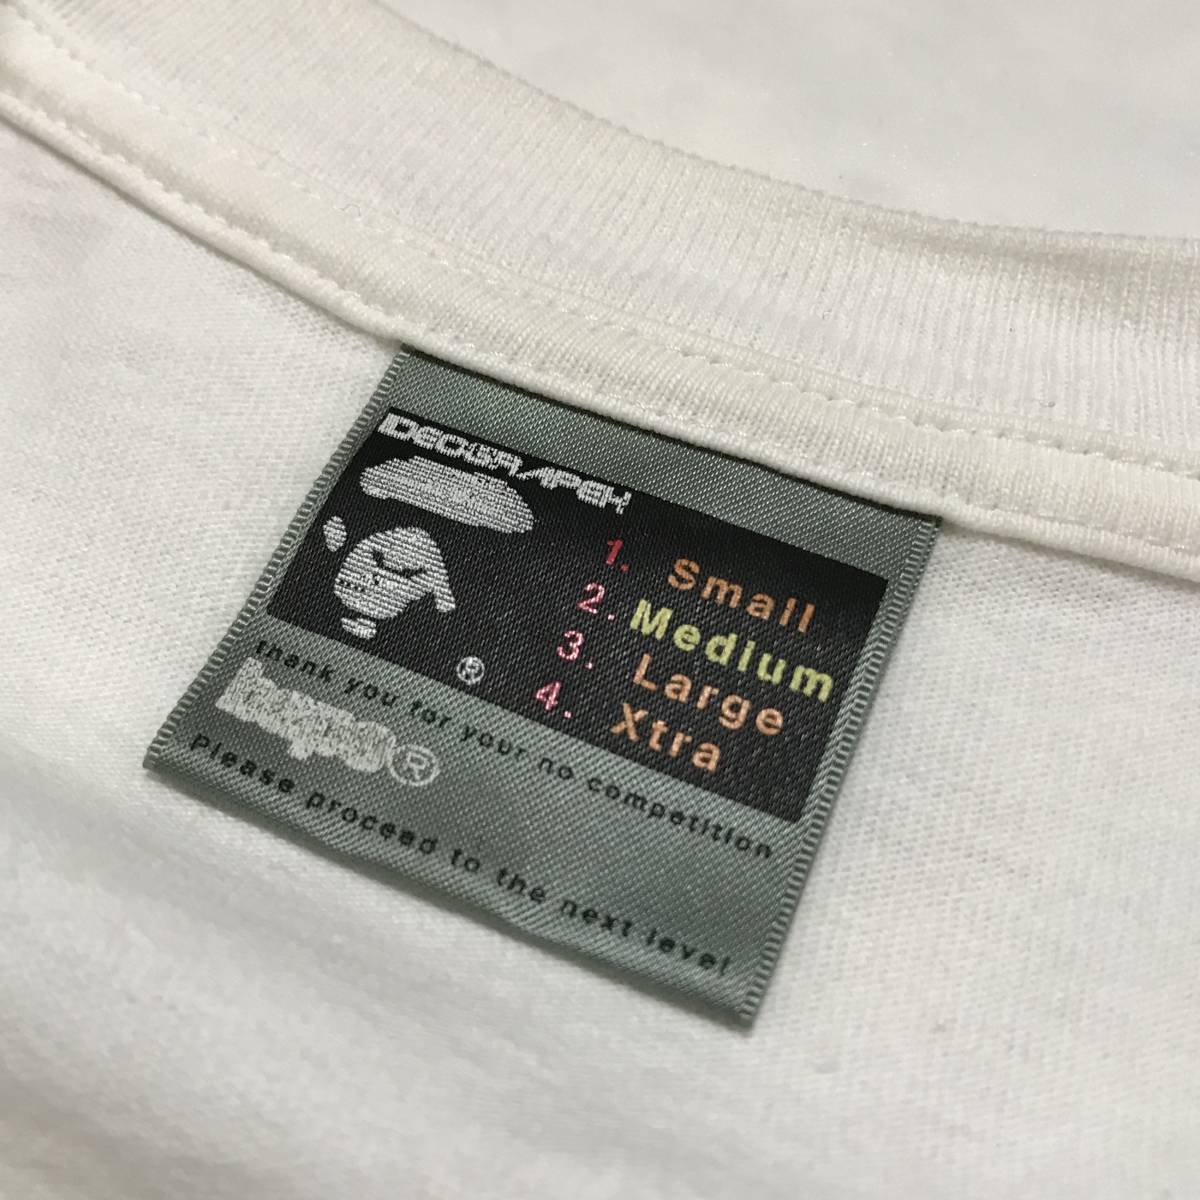 IDEOGRAPEH
1. Small
2. Medium
3. Large
4. Xtra
®
thank you for your no competition
®
Please proceed to the next level